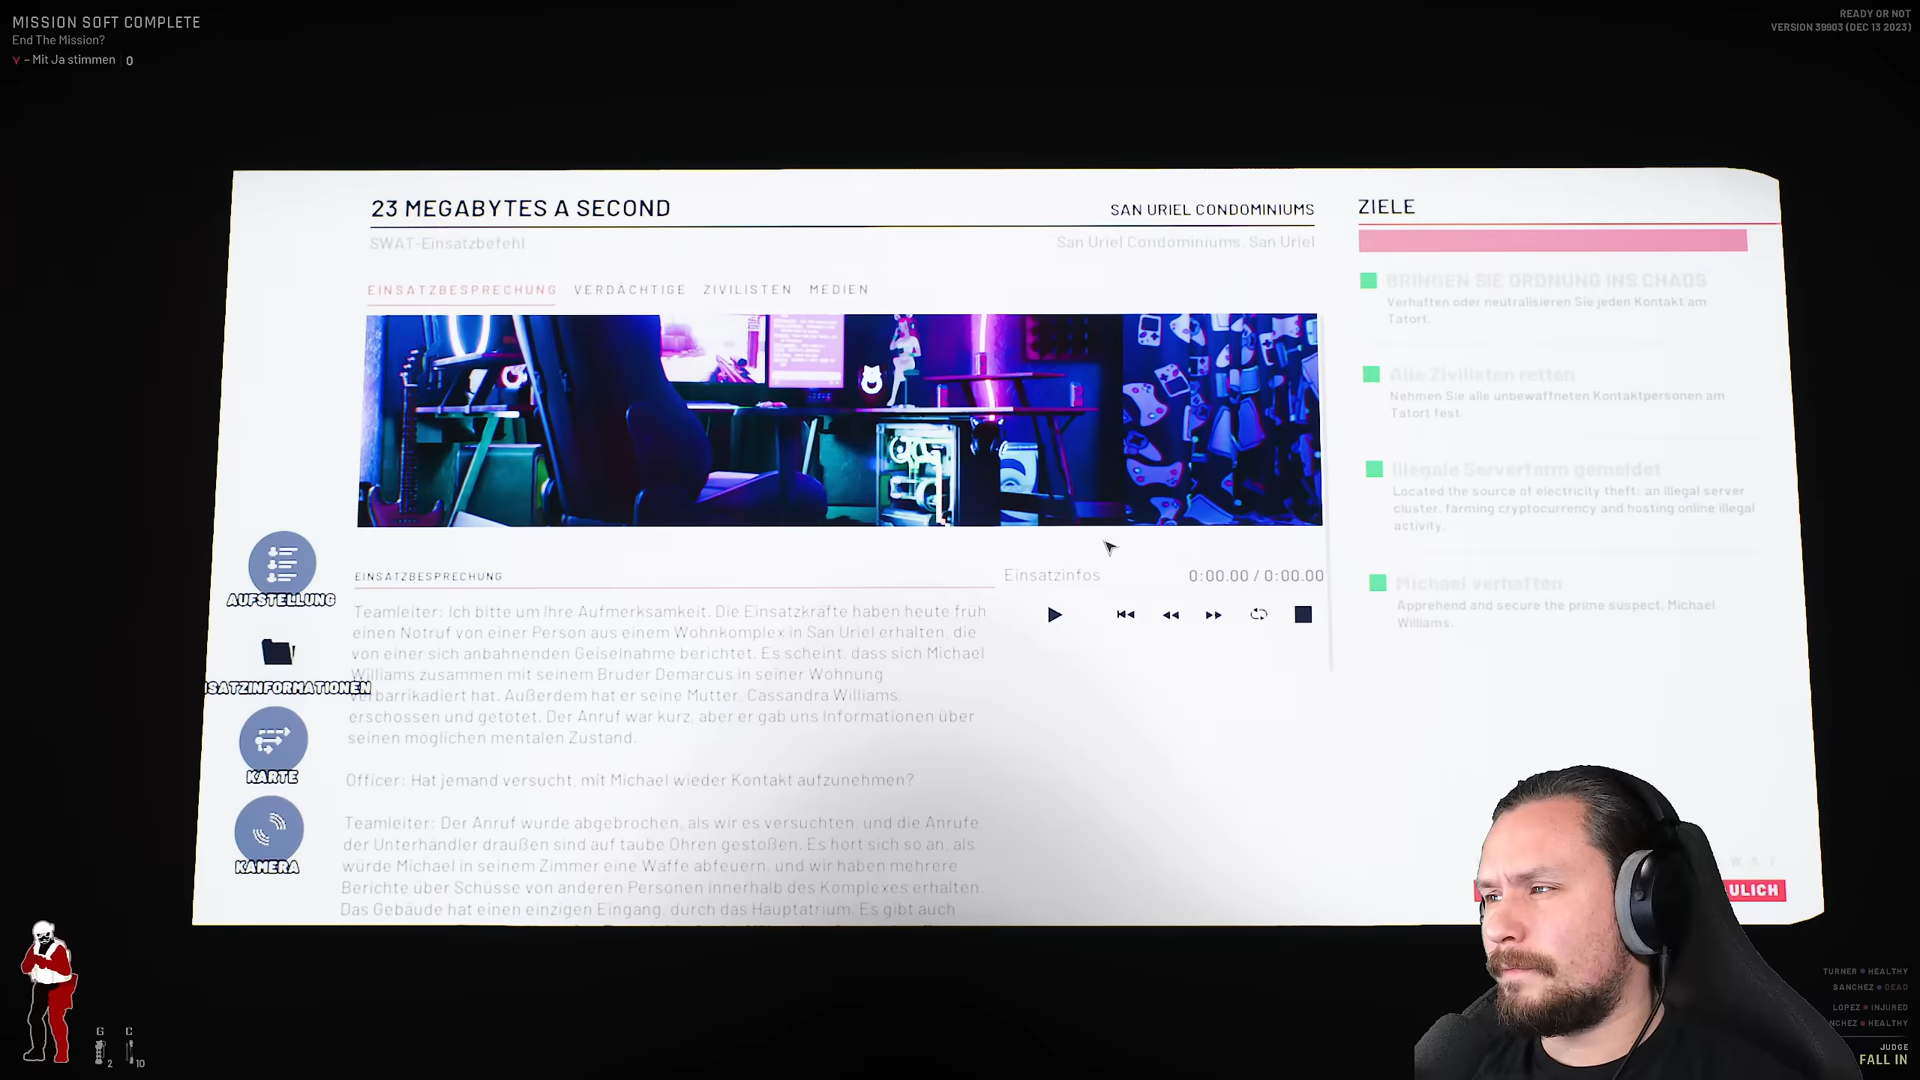 MISSION SOFT COMPLETE
End The Mission?
Y - Mit Ja stimmen 0
READY OR NOT
VERSION 39903 (DEC 13 2023)
23 MEGABYTES A SECOND
SAN URIEL CONDOMINIUMS
SWAT-Einsatzbefehl
San Uriel Condominiums, San Uriel
EINSATZBESPRECHUNG VERDÄCHTIGE ZIVILISTEN MEDIEN
EINSATZBESPRECHUNG
Teamleiter: Ich bitte um Ihre Aufmerksamkeit. Die Einsatzkräfte haben heute früh
einen Notruf von einer Person aus einem Wohnkomplex in San Uriel erhalten, die
von einer sich anbahnenden Geiselnahme berichtet. Es scheint, dass sich Michael
Williams zusammen mit seinem Bruder Demarcus in seiner Wohnung
verbarrikadiert hat. Außerdem hat er seine Mutter, Cassandra Williams,
erschossen und getötet. Der Anruf war kurz, aber er gab uns Informationen über
seinen möglichen mentalen Zustand.
Officer: Hat jemand versucht, mit Michael wieder Kontakt aufzunehmen?
Teamleiter: Der Anruf wurde abgebrochen, als wir es versuchten, und die Anrufe
der Unterhändler draußen sind auf taube Ohren gestoßen. Es hört sich so an, als
würde Michael in seinem Zimmer eine Waffe abfeuern, und wir haben mehrere
Berichte über Schüsse von anderen Personen innerhalb des Komplexes erhalten.
Das Gebäude hat einen einzigen Eingang, durch das Hauptatrium. Es gibt auch
Einsatzinfos 0:00.00 / 0:00.00
ZIELE
BRINGEN SIE ORDNUNG INS CHAOS
Verhaften oder neutralisieren Sie jeden Kontakt am
Tatort.
Alle Zivilisten retten
Nehmen Sie alle unbewaffneten Kontaktpersonen am
Tatort fest.
Illegale Serverfarm gemeldet
Located the source of electricity theft: an illegal server
cluster, farming cryptocurrency and hosting online illegal
activity.
Michael verhaften
Apprehend and secure the prime suspect, Michael
Williams.
AUFSTELLUNG
SATZINFORMATIONEN
KARTE
KAMERA
WAT
ULICH
G C
2 10
TURNER HEALTHY
SANCHEZ DEAD
LOPEZ INJURED
NCHEZ HEALTHY
JUDGE
FALL IN